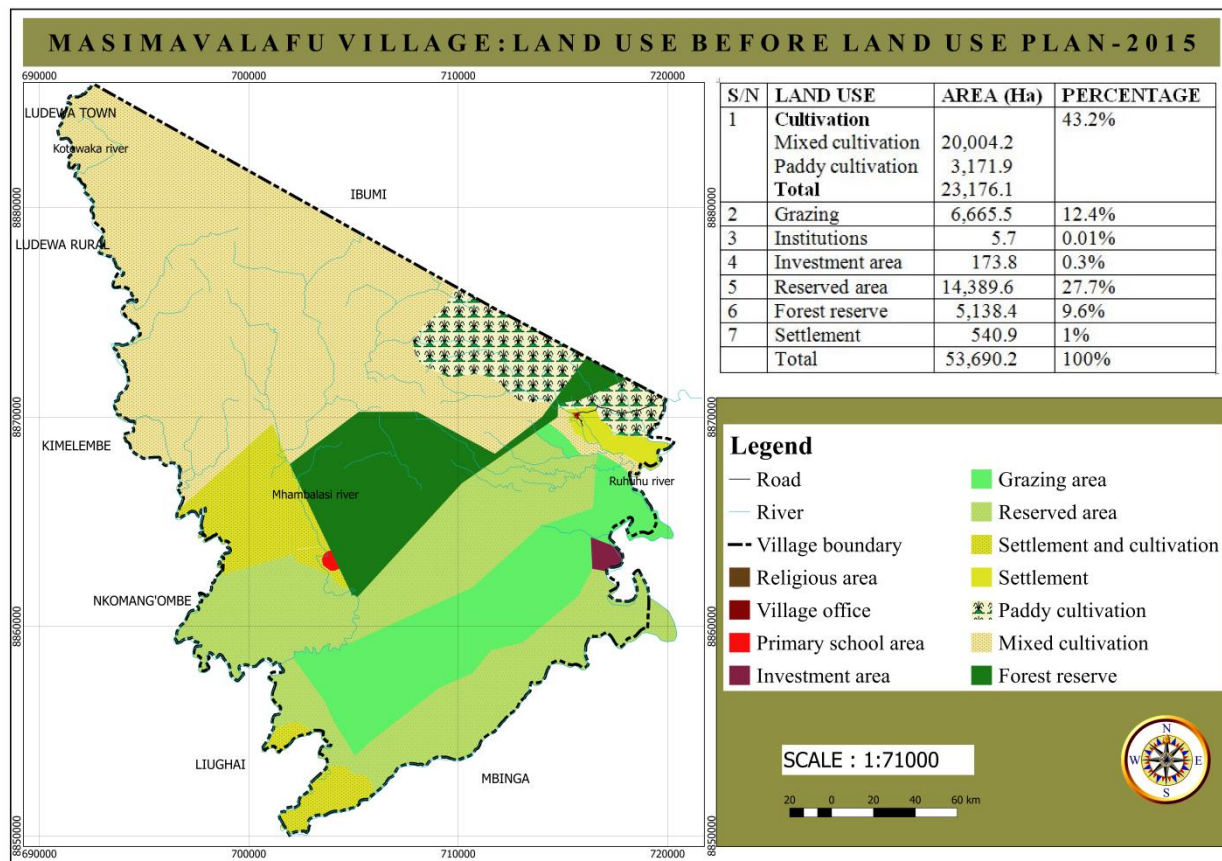 MASIMAVALAFU VILLAGE: LAND USE BEFORE LAND USE PLAN-2015
690000 700000 710000 720000
LUDEWA TOWN
Kotowaka river
IBUMI
8880000
LUDEWA RURAL
8870000
KIMELEMBE
Mhambalasi river
Ruhuhu river
NKOMANG'OMBE
8860000
LIUGHAI
MBINGA
8850000
690000 700000 710000 720000
S/N LAND USE AREA (Ha) PERCENTAGE
1 Cultivation 43.2%
Mixed cultivation 20,004.2
Paddy cultivation 3,171.9
Total 23,176.1
2 Grazing 6,665.5 12.4%
3 Institutions 5.7 0.01%
4 Investment area 173.8 0.3%
5 Reserved area 14,389.6 27.7%
6 Forest reserve 5,138.4 9.6%
7 Settlement 540.9 1%
Total 53,690.2 100%
Legend
Road
River
Village boundary
Religious area
Village office
Primary school area
Investment area
Grazing area
Reserved area
Settlement and cultivation
Settlement
Paddy cultivation
Mixed cultivation
Forest reserve
SCALE : 1:71000
20 0 20 40 60 km
N
W E
S